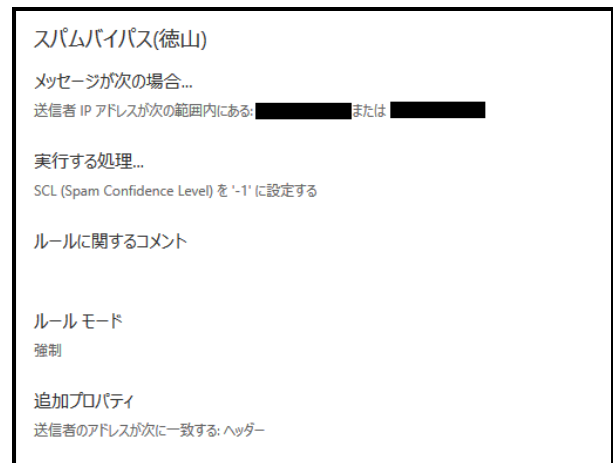 スパムバイパス(徳山)
メッセージが次の場合...
送信者 IP アドレスが次の範囲内にある: または
実行する処理...
SCL (Spam Confidence Level) を '-1' に設定する
ルールに関するコメント
ルール モード
強制
追加プロパティ
送信者のアドレスが次に一致する: ヘッダー